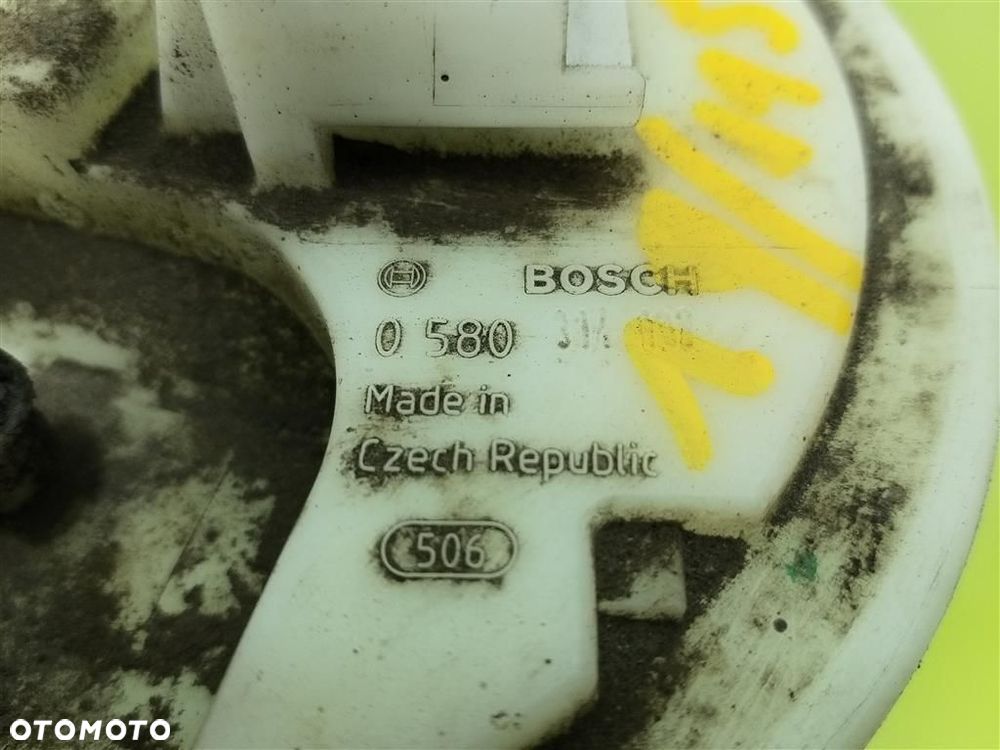 BOSCH
0 580
Made in
Czech Republic
506
OTOMOTO